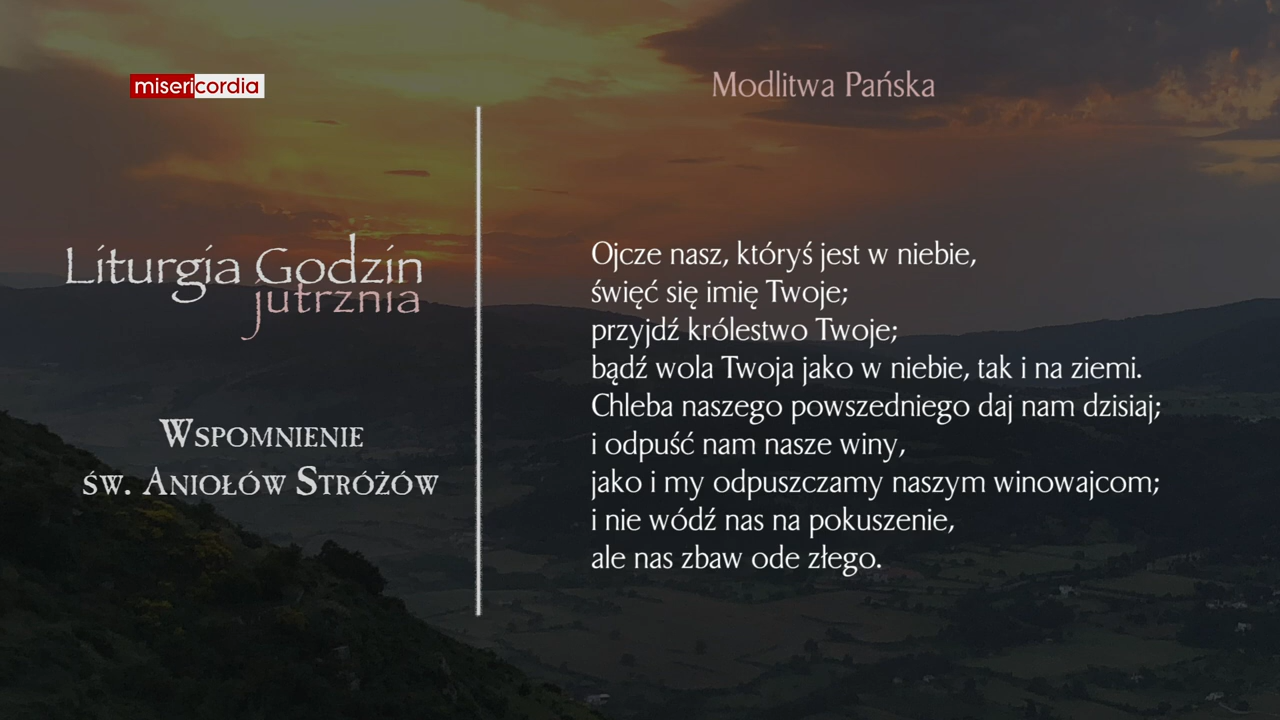 misericordia
Liturgia Godzin
jutrznia
Wspomnienie
św. Aniołów Stróżów
Modlitwa Pańska
Ojcze nasz, któryś jest w niebie,
święć się imię Twoje;
przyjdź królestwo Twoje;
bądź wola Twoja jako w niebie, tak i na ziemi.
Chleba naszego powszedniego daj nam dzisiaj;
i odpuść nam nasze winy,
jako i my odpuszczamy naszym winowajcom;
i nie wódź nas na pokuszenie,
ale nas zbaw ode złego.